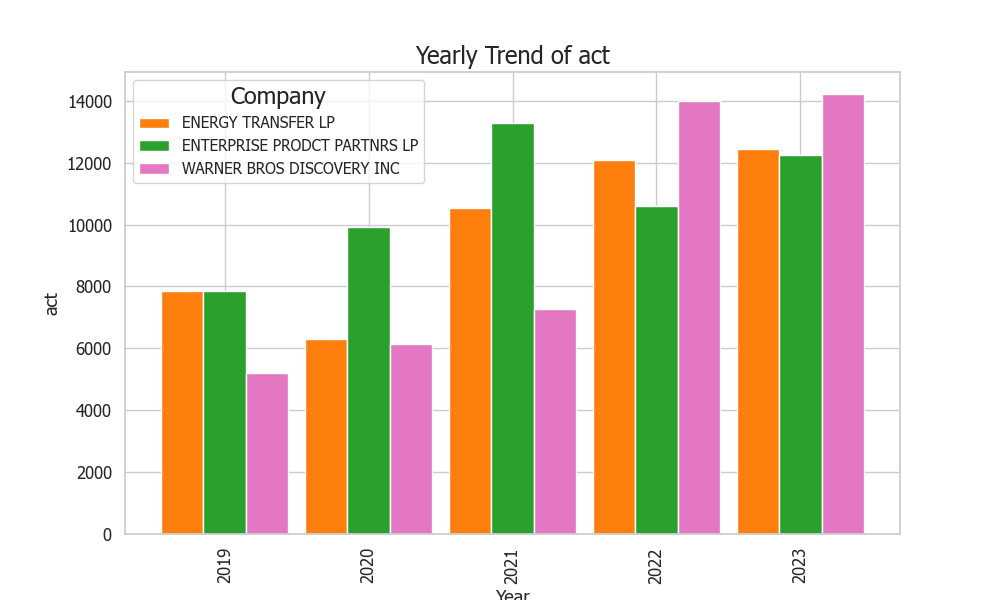 Yearly Trend of act
Company
ENERGY TRANSFER LP
ENTERPRISE PRODCT PARTNRS LP
WARNER BROS DISCOVERY INC
act
14000
12000
10000
8000
6000
4000
2000
0
2019
2020
2021
2022
2023
Year